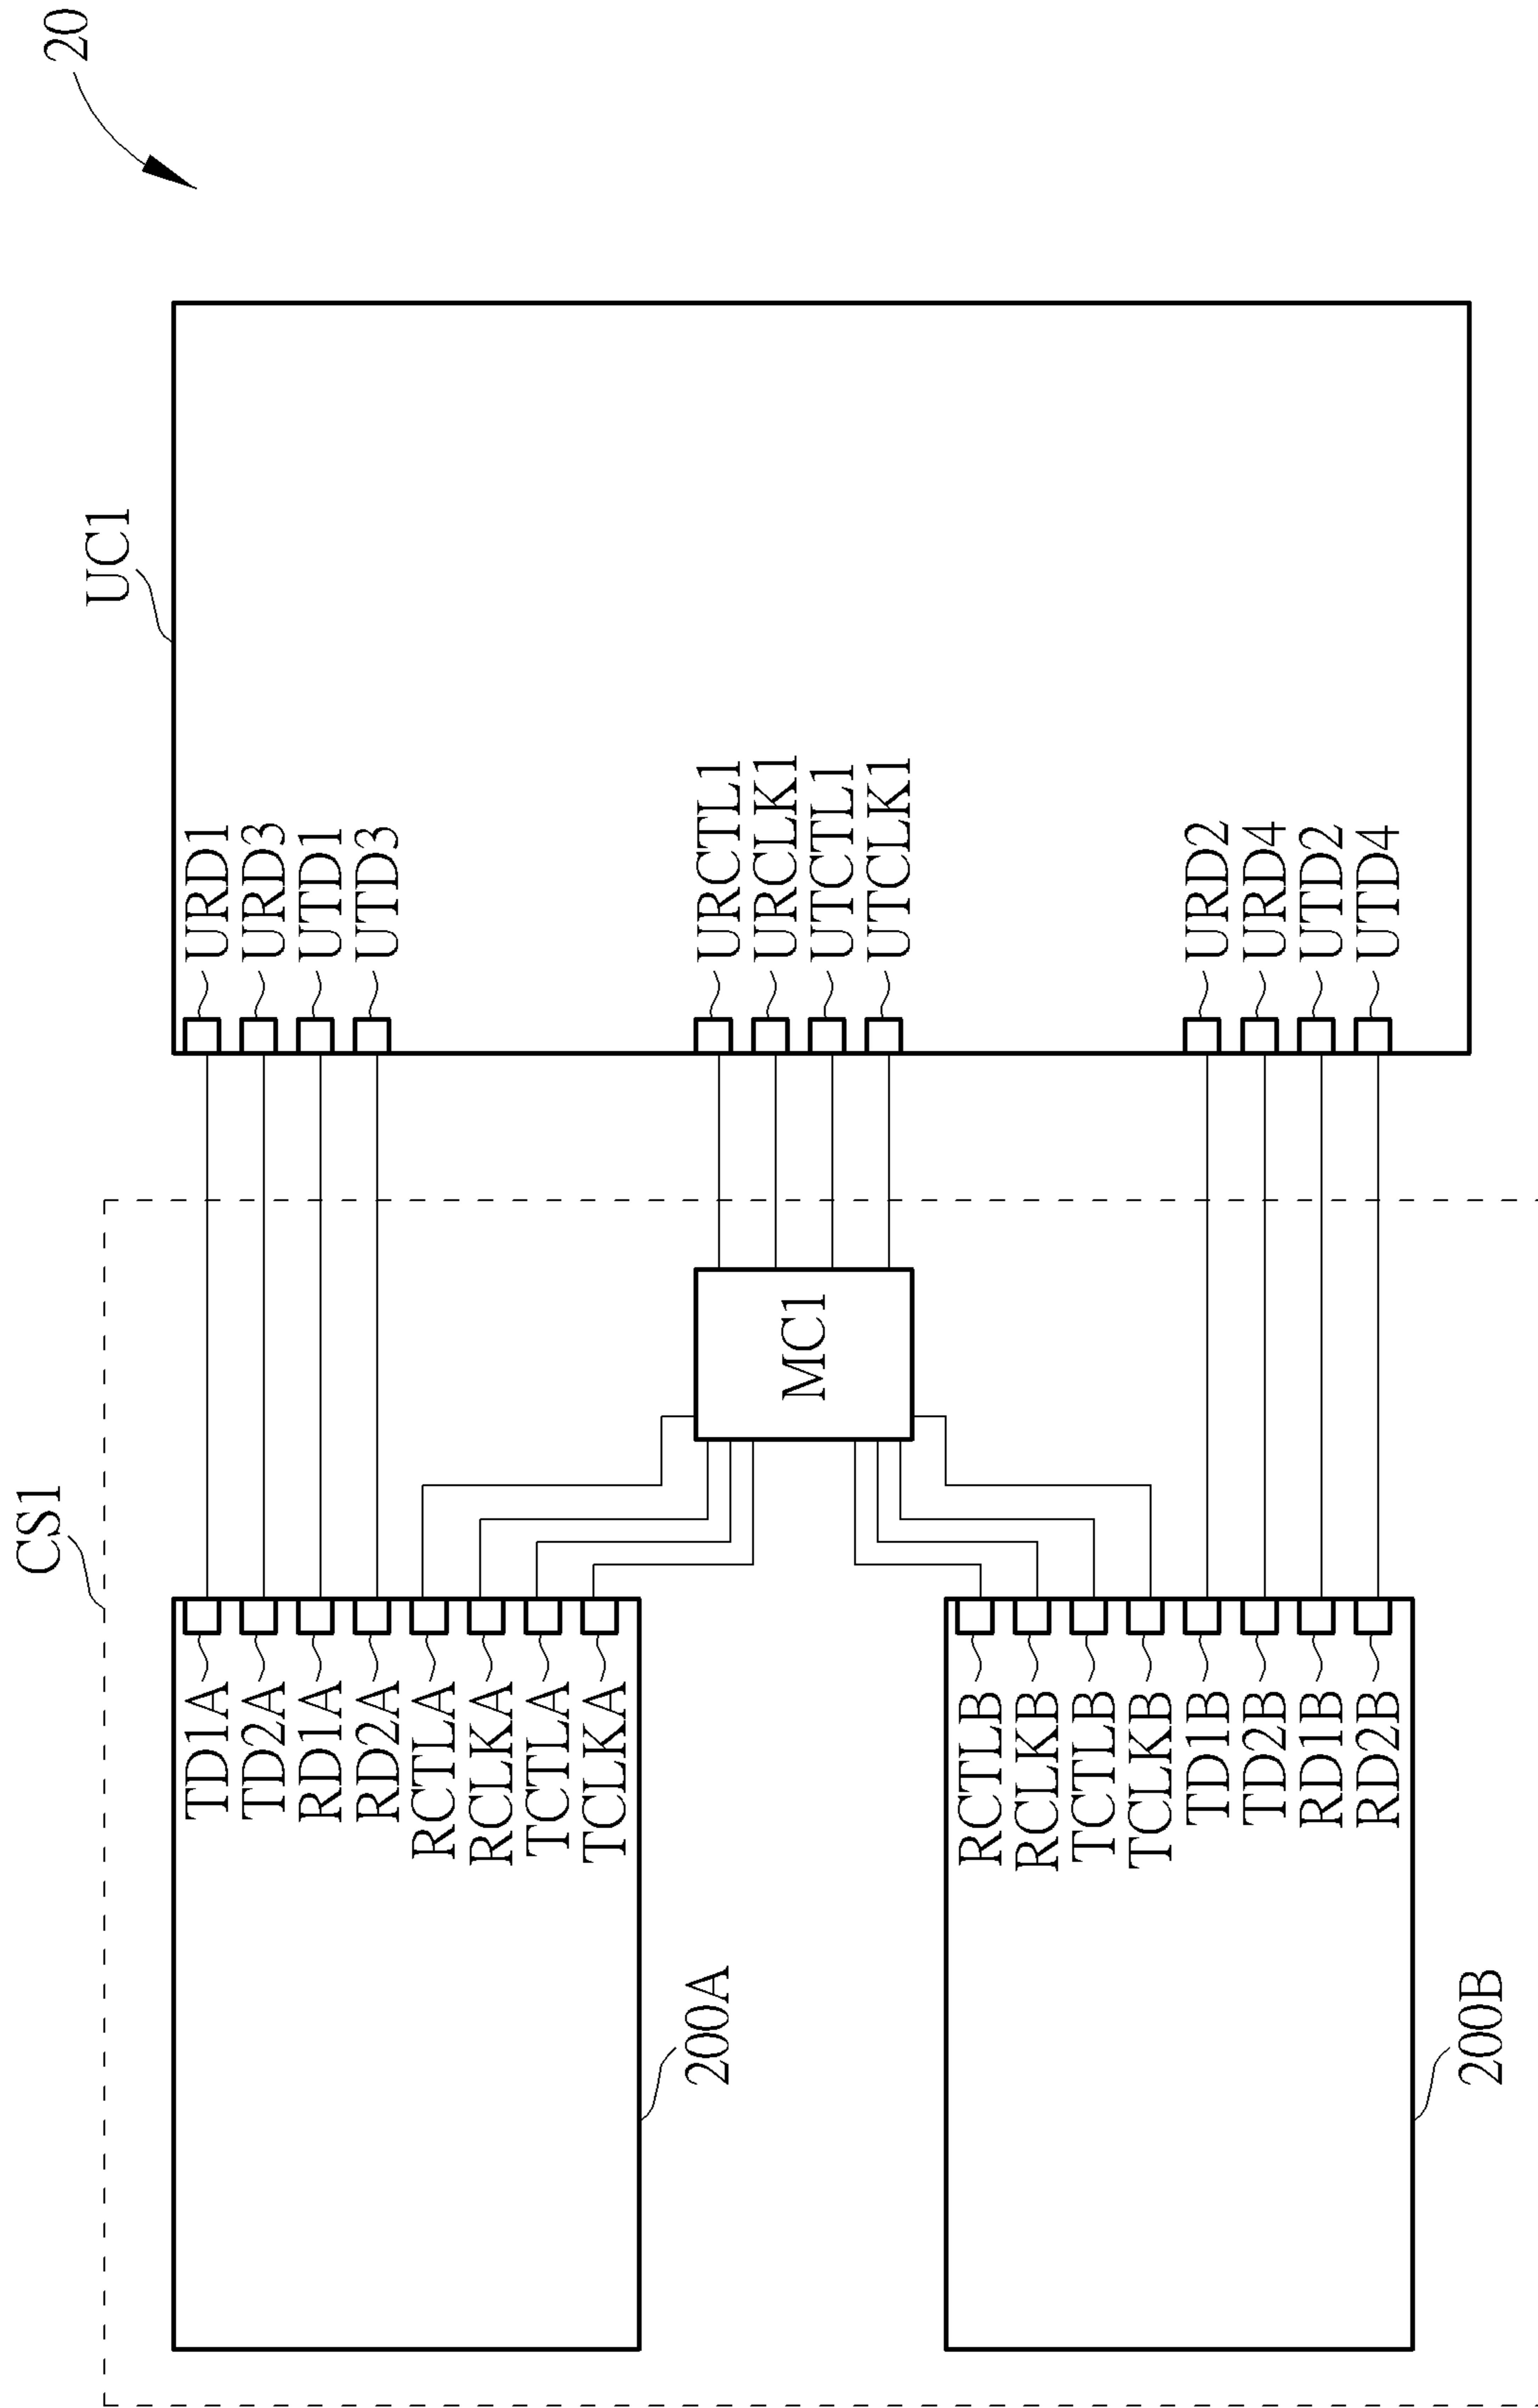 20
CS1
UC1
TD1A
TD2A
RD1A
RD2A
RCTLA
RCLKA
TCTLA
TCLKA
200A
MC1
URD1
URD3
UTD1
UTD3
URCTL1
URCLK1
UTCTL1
UTCLK1
URD2
URD4
UTD2
UTD4
RCTLB
RCLKB
TCTLB
TCLKB
TD1B
TD2B
RD1B
RD2B
200B